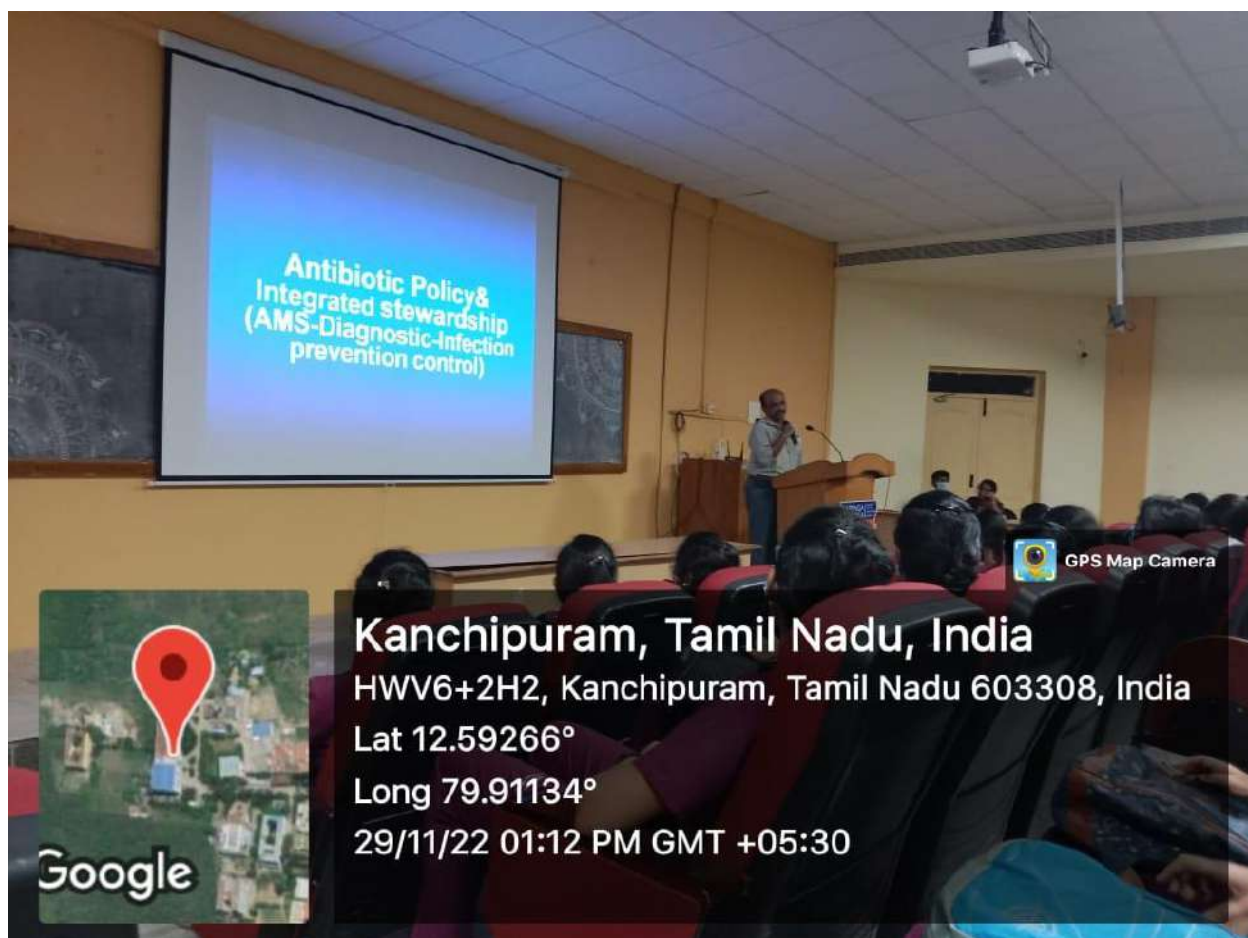 Antibiotic Policy&
Integrated stewardship
(AMS-Diagnostic-Infection
prevention control)
GPS Map Camera
Kanchipuram, Tamil Nadu, India
HWV6+2H2, Kanchipuram, Tamil Nadu 603308, India
Lat 12.59266°
Long 79.91134°
29/11/22 01:12 PM GMT +05:30
Google